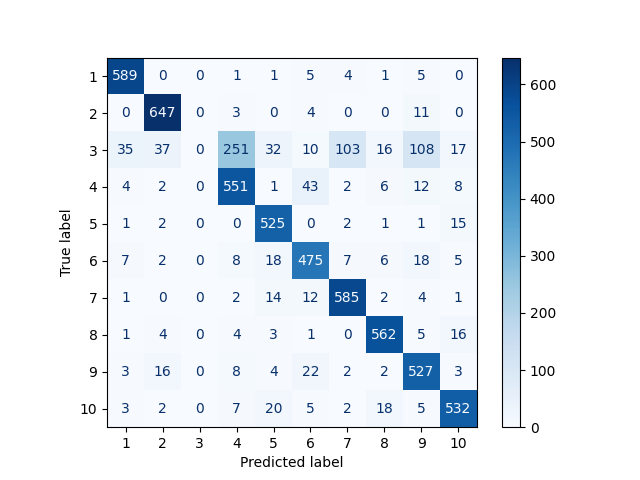 1 589 0 0 1 1 5 4 1 5 0
2 0 647 0 3 0 4 0 0 11 0
3 35 37 0 251 32 10 103 16 108 17
4 4 2 0 551 1 43 2 6 12 8
5 1 2 0 0 525 0 2 1 1 15
6 7 2 0 8 18 475 7 6 18 5
7 1 0 0 2 14 12 585 2 4 1
8 1 4 0 4 3 1 0 562 5 16
9 3 16 0 8 4 22 2 2 527 3
10 3 2 0 7 20 5 2 18 5 532
1 2 3 4 5 6 7 8 9 10
Predicted label
True label
600
500
400
300
200
100
0